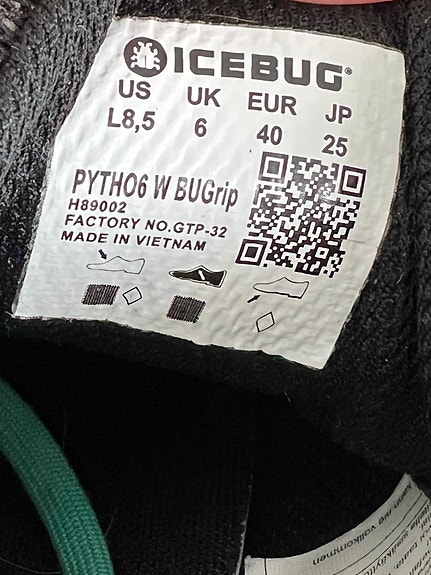 ICEBUG®
US UK EUR JP
L8,5 6 40 25
PYTHO6 W BUGrip
H89002
FACTORY NO.GTP-32
MADE IN VIETNAM